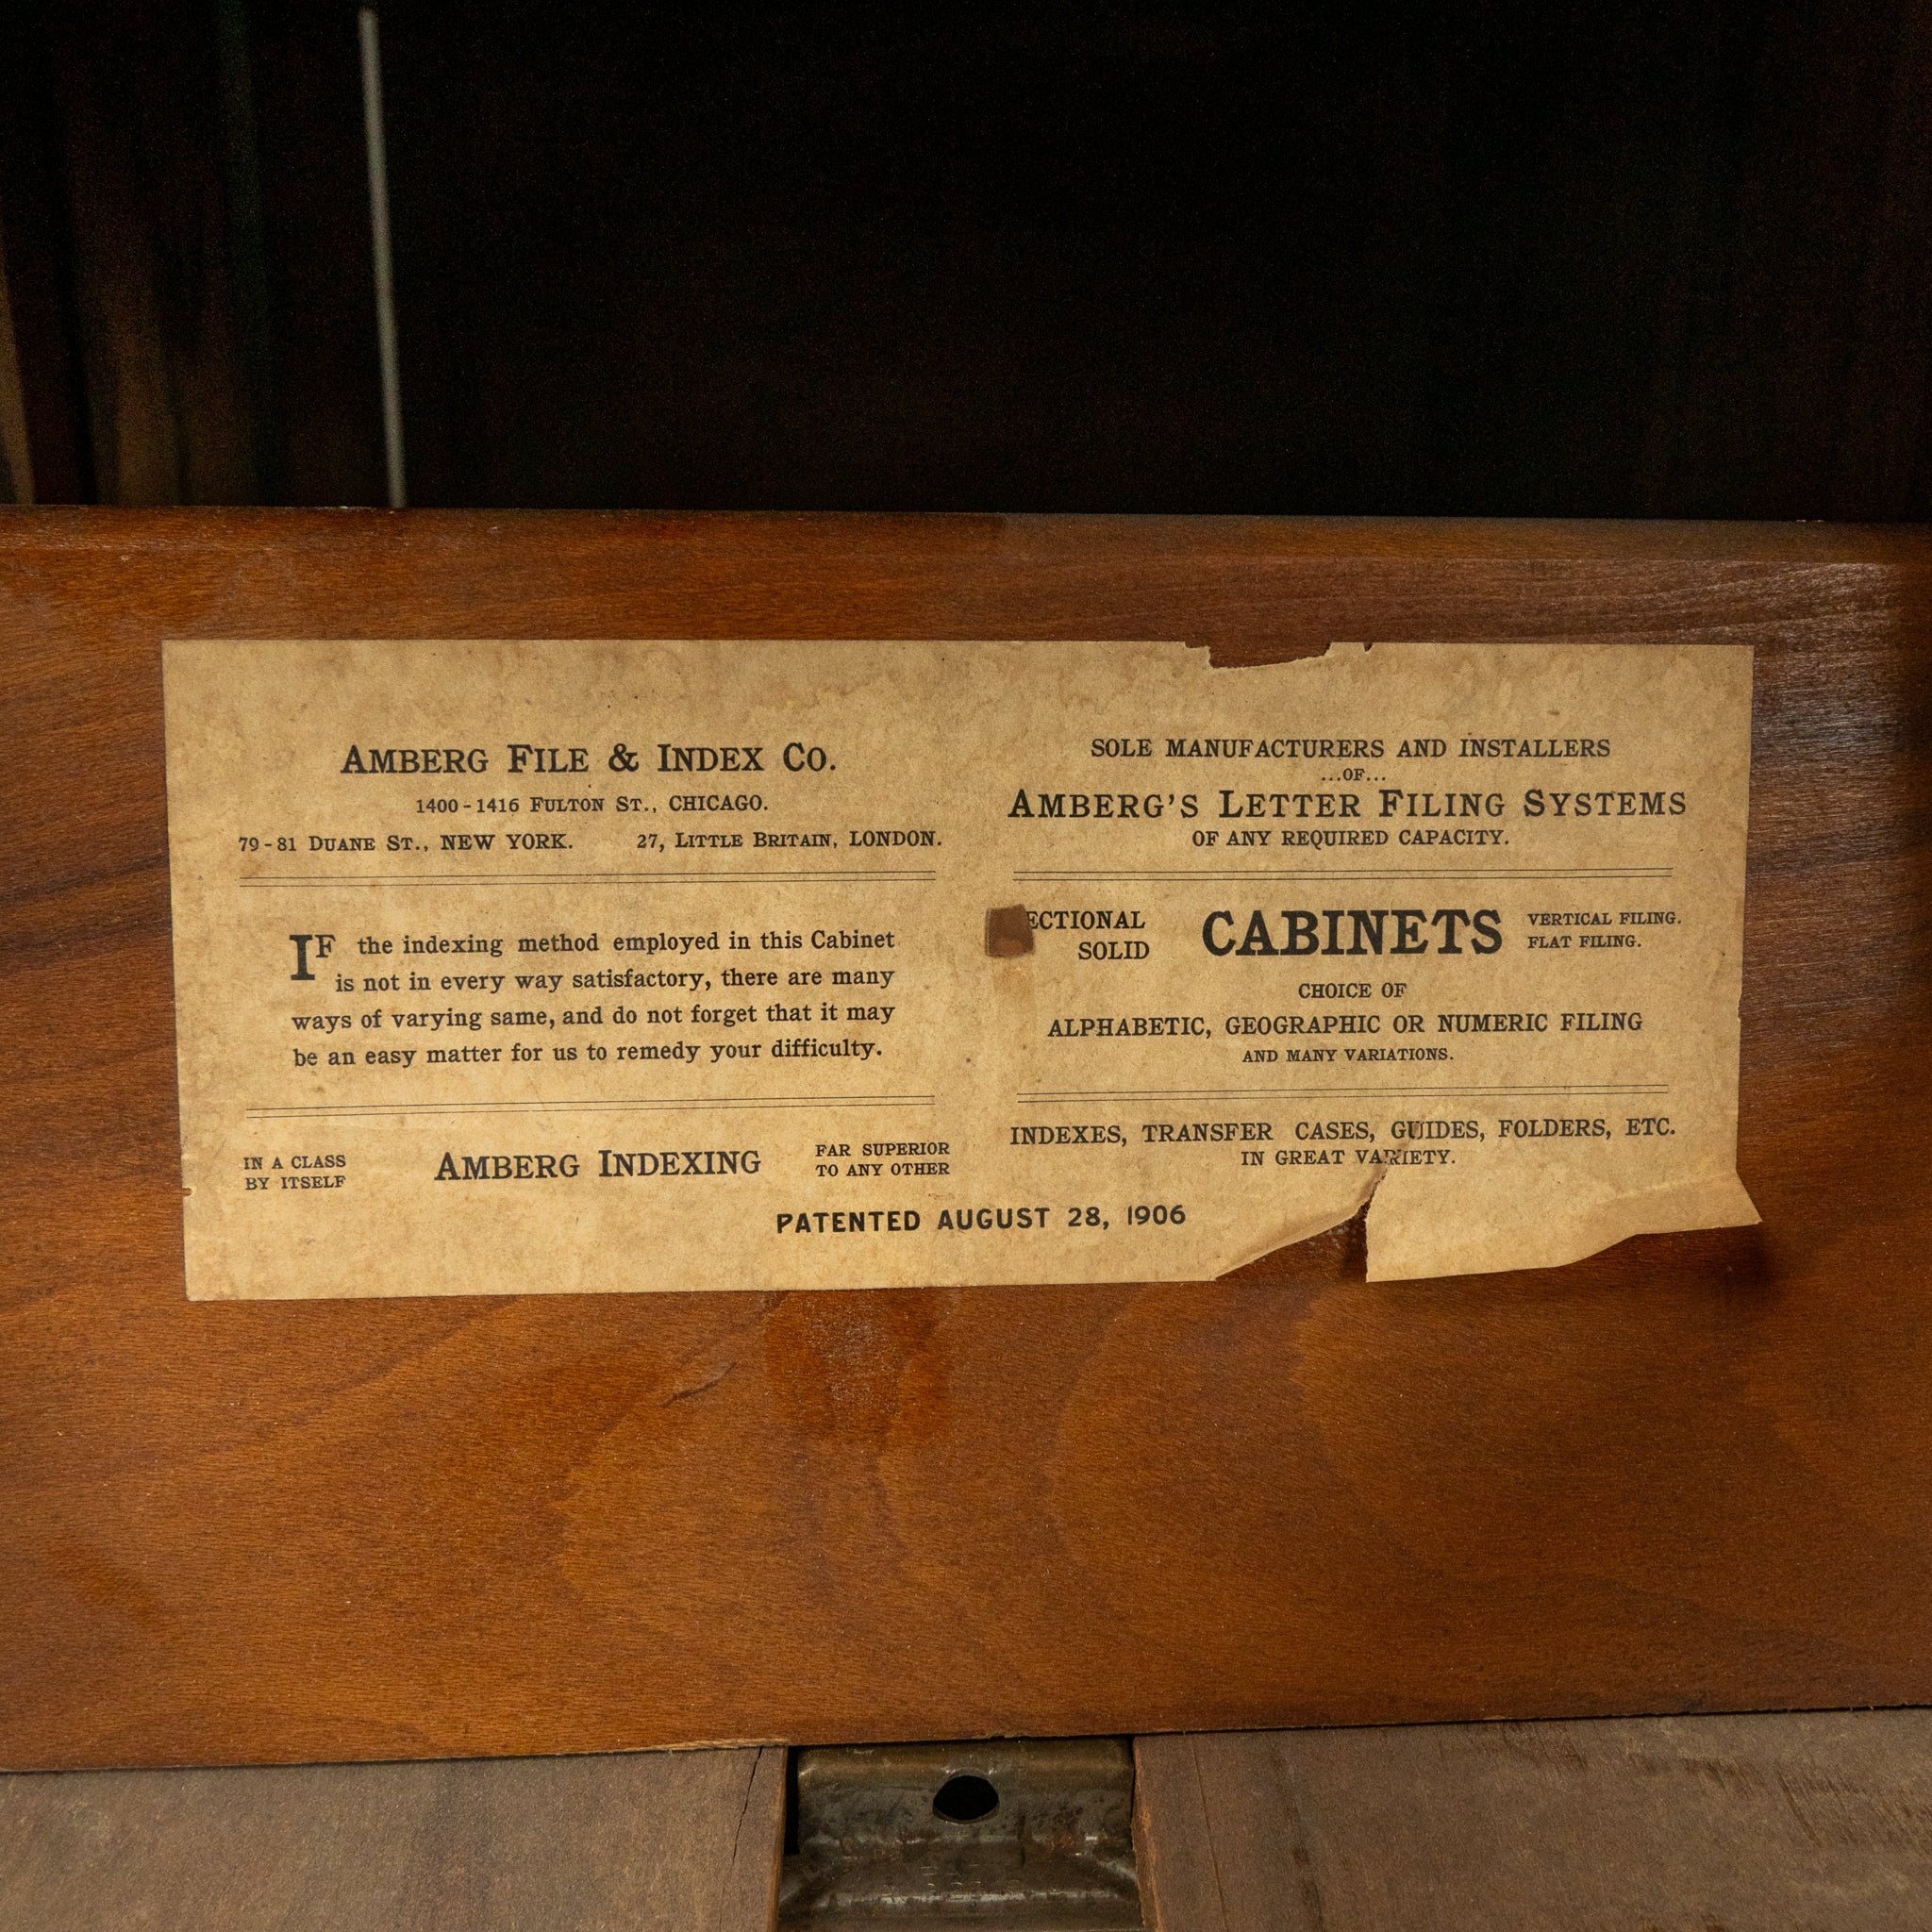 AMBERG FILE & INDEX CO.
1400-1416 FULTON ST., CHICAGO.
79-81 DUANE ST., NEW YORK. 27, LITTLE BRITAIN, LONDON.
IF the indexing method employed in this Cabinet
is not in every way satisfactory, there are many
ways of varying same, and do not forget that it may
be an easy matter for us to remedy your difficulty.
IN A CLASS
BY ITSELF
AMBERG INDEXING
FAR SUPERIOR
TO ANY OTHER
SOLE MANUFACTURERS AND INSTALLERS
...OF...
AMBERG'S LETTER FILING SYSTEMS
OF ANY REQUIRED CAPACITY.
ECTIONAL
SOLID
CABINETS
VERTICAL FILING.
FLAT FILING.
CHOICE OF
ALPHABETIC, GEOGRAPHIC OR NUMERIC FILING
AND MANY VARIATIONS.
INDEXES, TRANSFER CASES, GUIDES, FOLDERS, ETC.
IN GREAT VARIETY.
PATENTED AUGUST 28, 1906